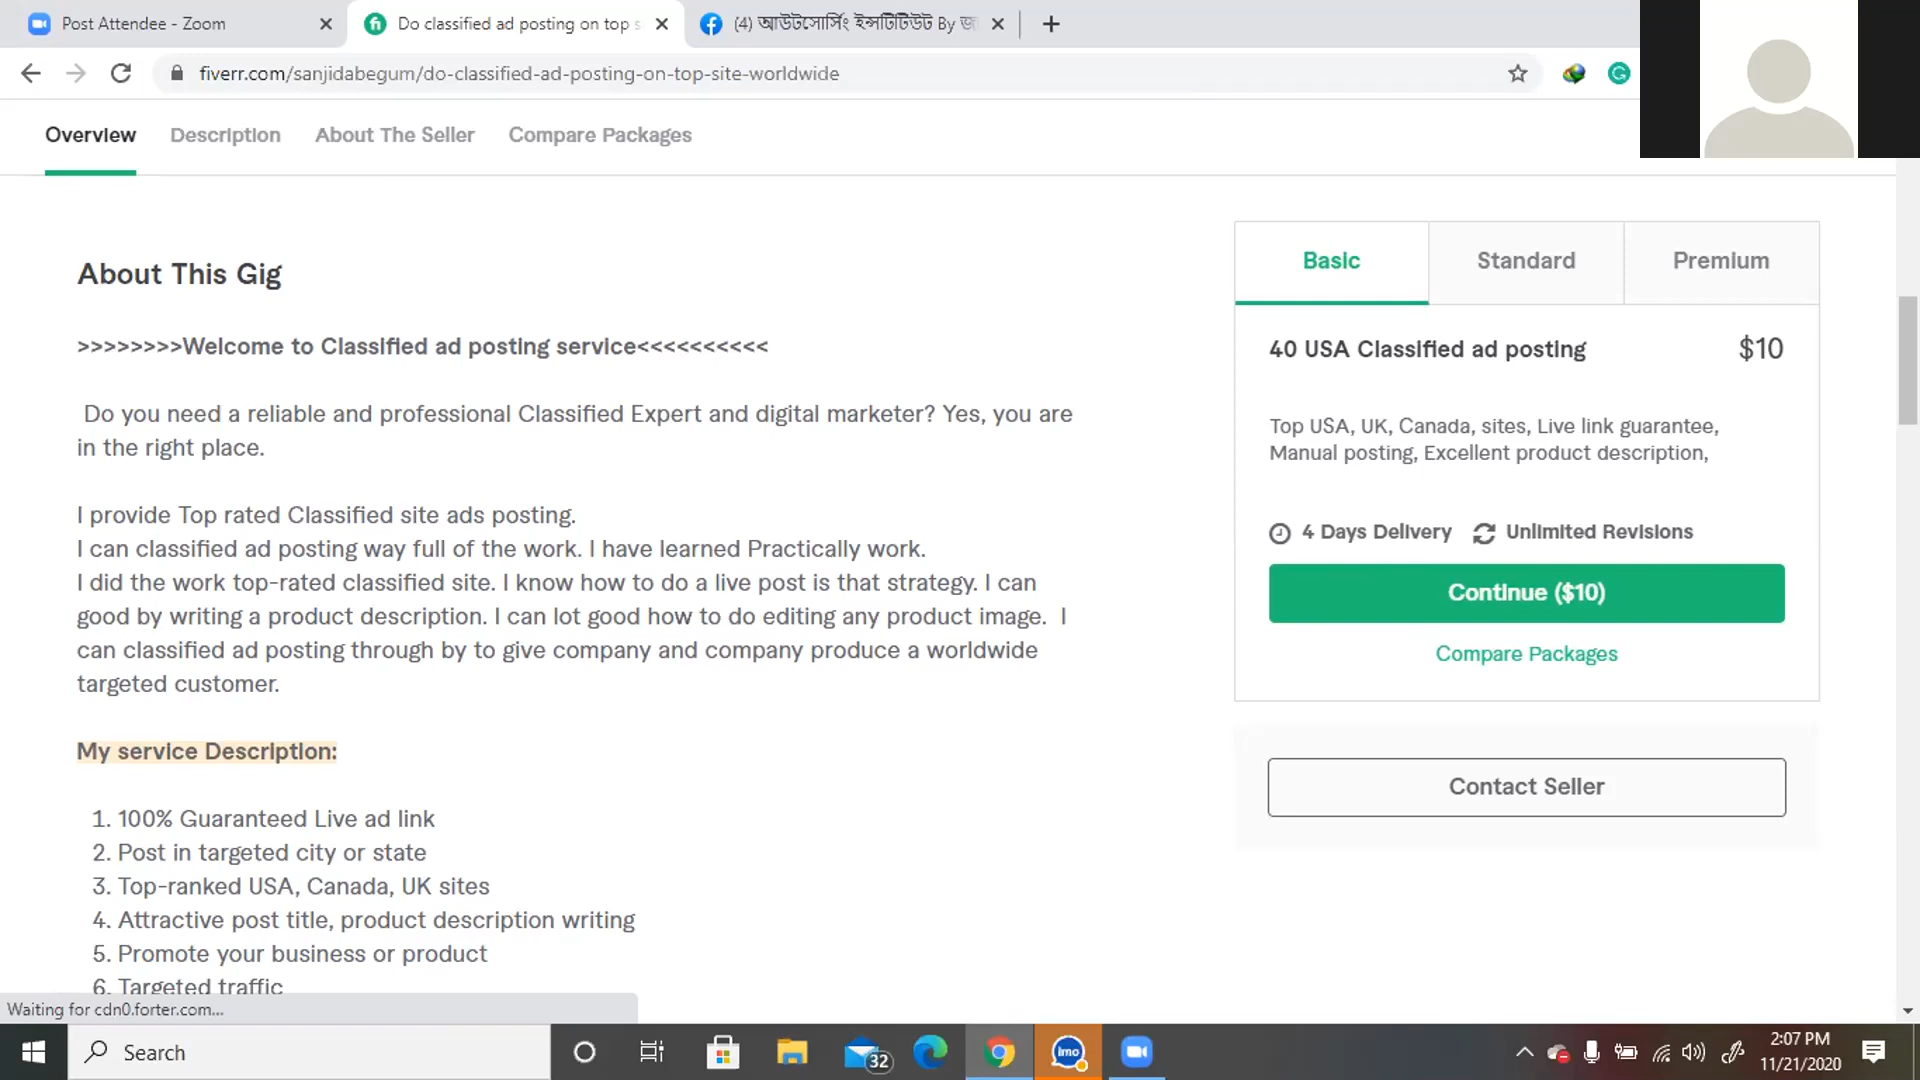 Post Attendee - Zoom
Do classified ad posting on top s
(4) আউটসোর্সিং ইন্সটিটিউট By জা
fiverr.com/sanjidabegum/do-classified-ad-posting-on-top-site-worldwide
Overview
Description
About The Seller
Compare Packages
About This Gig
>>>>>>>>Welcome to Classified ad posting service<<<<<<<<<<
Do you need a reliable and professional Classified Expert and digital marketer? Yes, you are
in the right place.
I provide Top rated Classified site ads posting.
I can classified ad posting way full of the work. I have learned Practically work.
I did the work top-rated classified site. I know how to do a live post is that strategy. I can
good by writing a product description. I can lot good how to do editing any product image. I
can classified ad posting through by to give company and company produce a worldwide
targeted customer.
My service Description:
1. 100% Guaranteed Live ad link
2. Post in targeted city or state
3. Top-ranked USA, Canada, UK sites
4. Attractive post title, product description writing
5. Promote your business or product
6. Targeted traffic
Basic
Standard
Premium
40 USA Classified ad posting
$10
Top USA, UK, Canada, sites, Live link guarantee,
Manual posting, Excellent product description,
4 Days Delivery
Unlimited Revisions
Continue ($10)
Compare Packages
Contact Seller
Waiting for cdn0.forter.com...
Search
32
imo
2:07 PM
11/21/2020